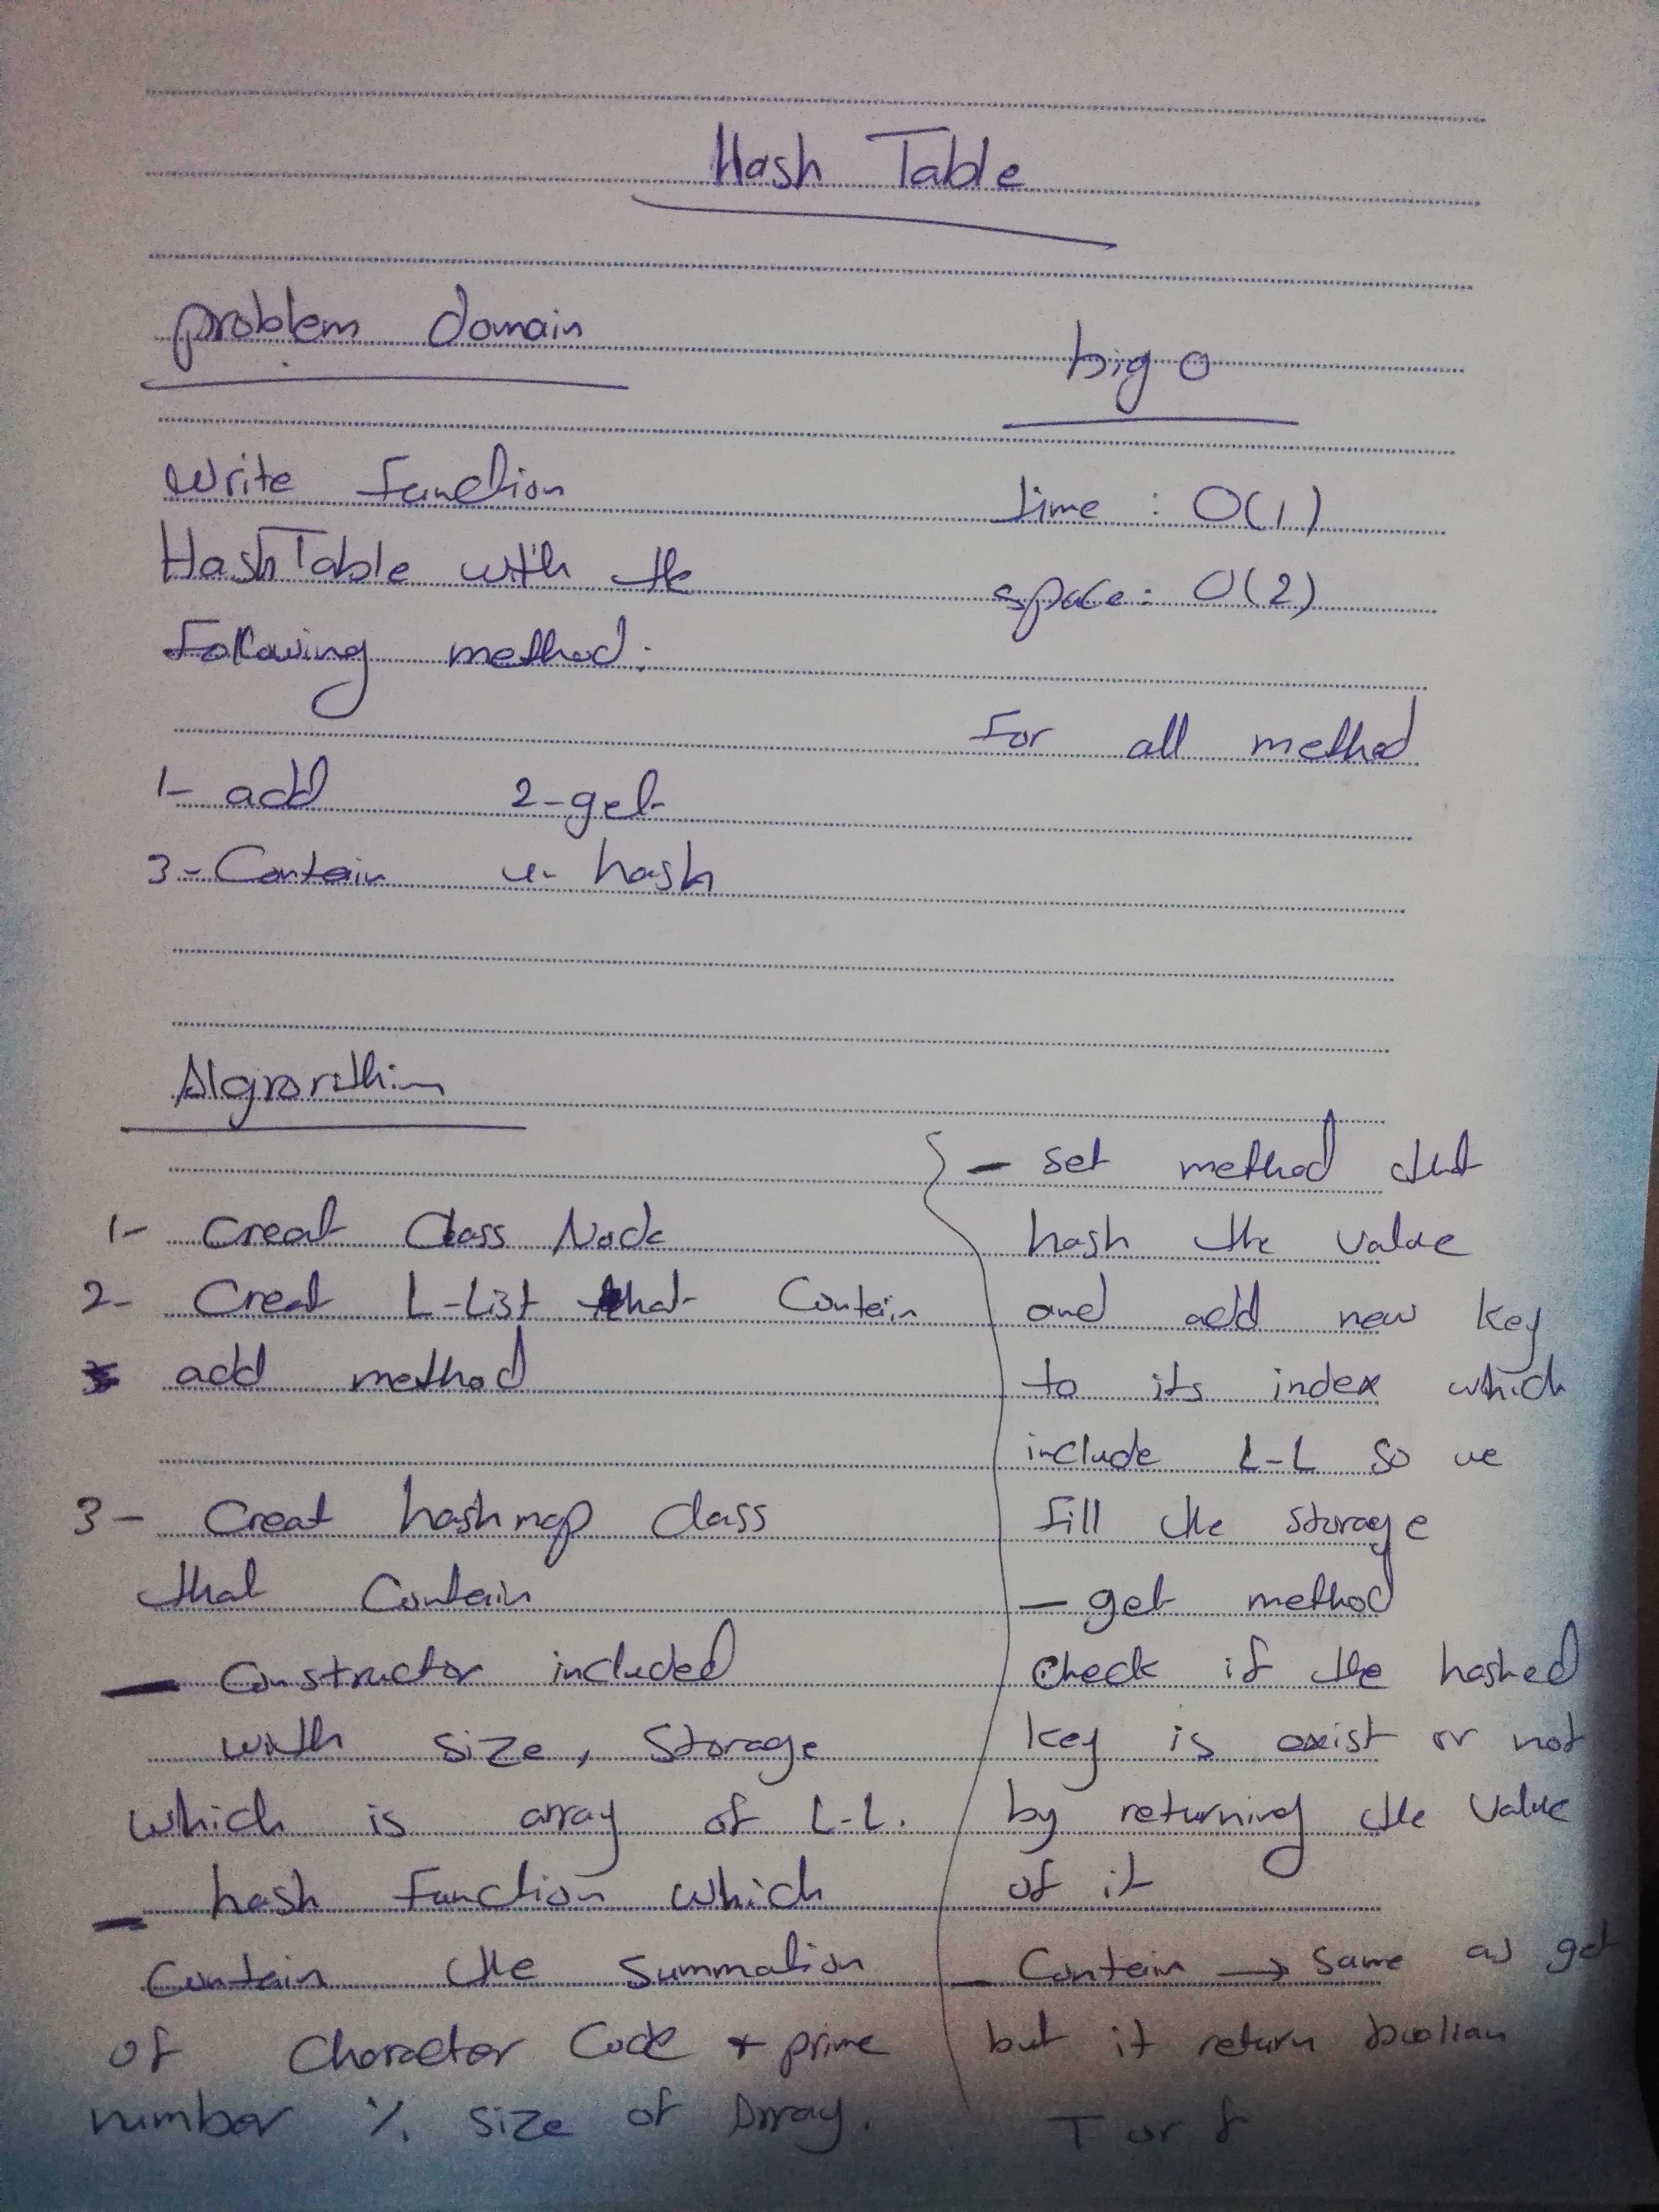 Hash Table
problem domain
Write function
HashTable with the
Following method:
1- add 2- get
3- Contain 4- hash
big O
time : O(1)
space : O(2)
For all method
Algrorithim
1- Creat Class Node
2- Creat L-List that Contain
add method
3- Creat hashmap class
that Contain
- Constructor included
with size, Storage
which is array of L-L.
- hash function which
Contain the summation
of Character Code * prime
number % size of Array.
- set method that
hash the value
and add new key
to its index which
include L-L so we
fill the storage
- get method
check if the hashed
key is exist or not
by returning the value
of it
- Contain → same as get
but it return boolian
T or f